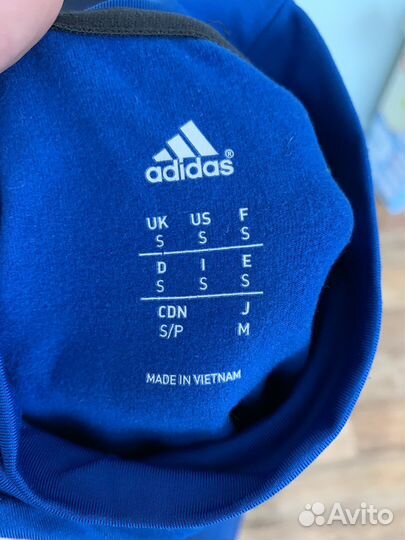 adidas®
UK US F
S S S
D I E
S S S
CDN J
S/P M
MADE IN VIETNAM
Avito